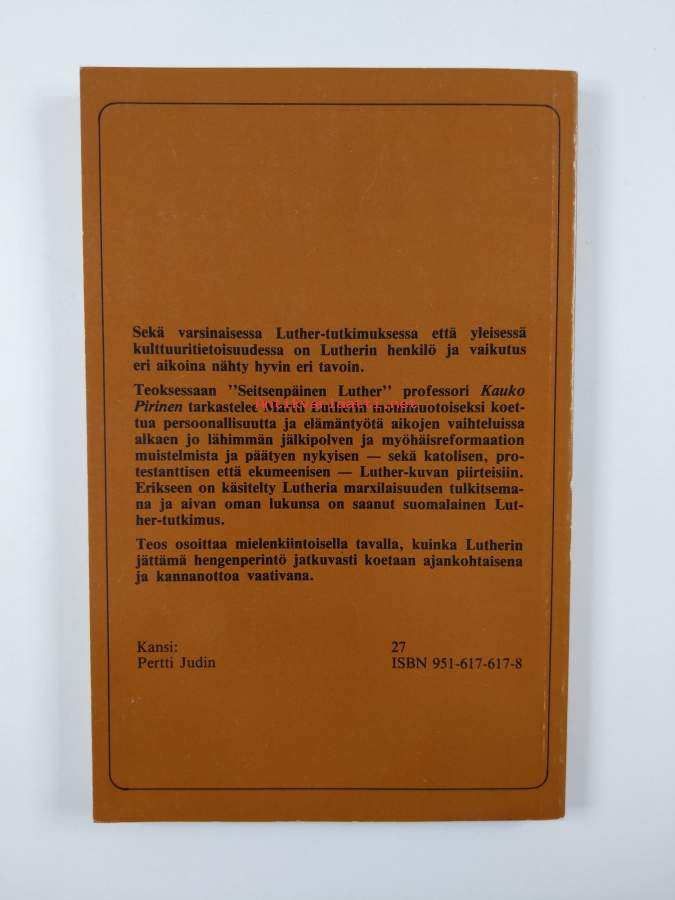 Sekä varsinaisessa Luther-tutkimuksessa että yleisessä
kulttuuritietoisuudessa on Lutherin henkilö ja vaikutus
eri aikoina nähty hyvin eri tavoin.
Teoksessaan "Seitsenpäinen Luther" professori Kauko
Pirinen tarkastelee Martti Lutherin monimuotoiseksi koet-
tua persoonallisuutta ja elämäntyötä aikojen vaihteluissa
alkaen jo lähimmän jälkipolven ja myöhäisreformaation
muistelmista ja päätyen nykyisen — sekä katolisen, pro-
testanttisen että ekumeenisen — Luther-kuvan piirteisiin.
Erikseen on käsitelty Lutheria marxilaisuuden tulkitsema-
na ja aivan oman lukunsa on saanut suomalainen Lut-
her-tutkimus.
Teos osoittaa mielenkiintoisella tavalla, kuinka Lutherin
jättämä hengenperintö jatkuvasti koetaan ajankohtaisena
ja kannanottoa vaativana.
Kansi:
Pertti Judin
27
ISBN 951-617-617-8